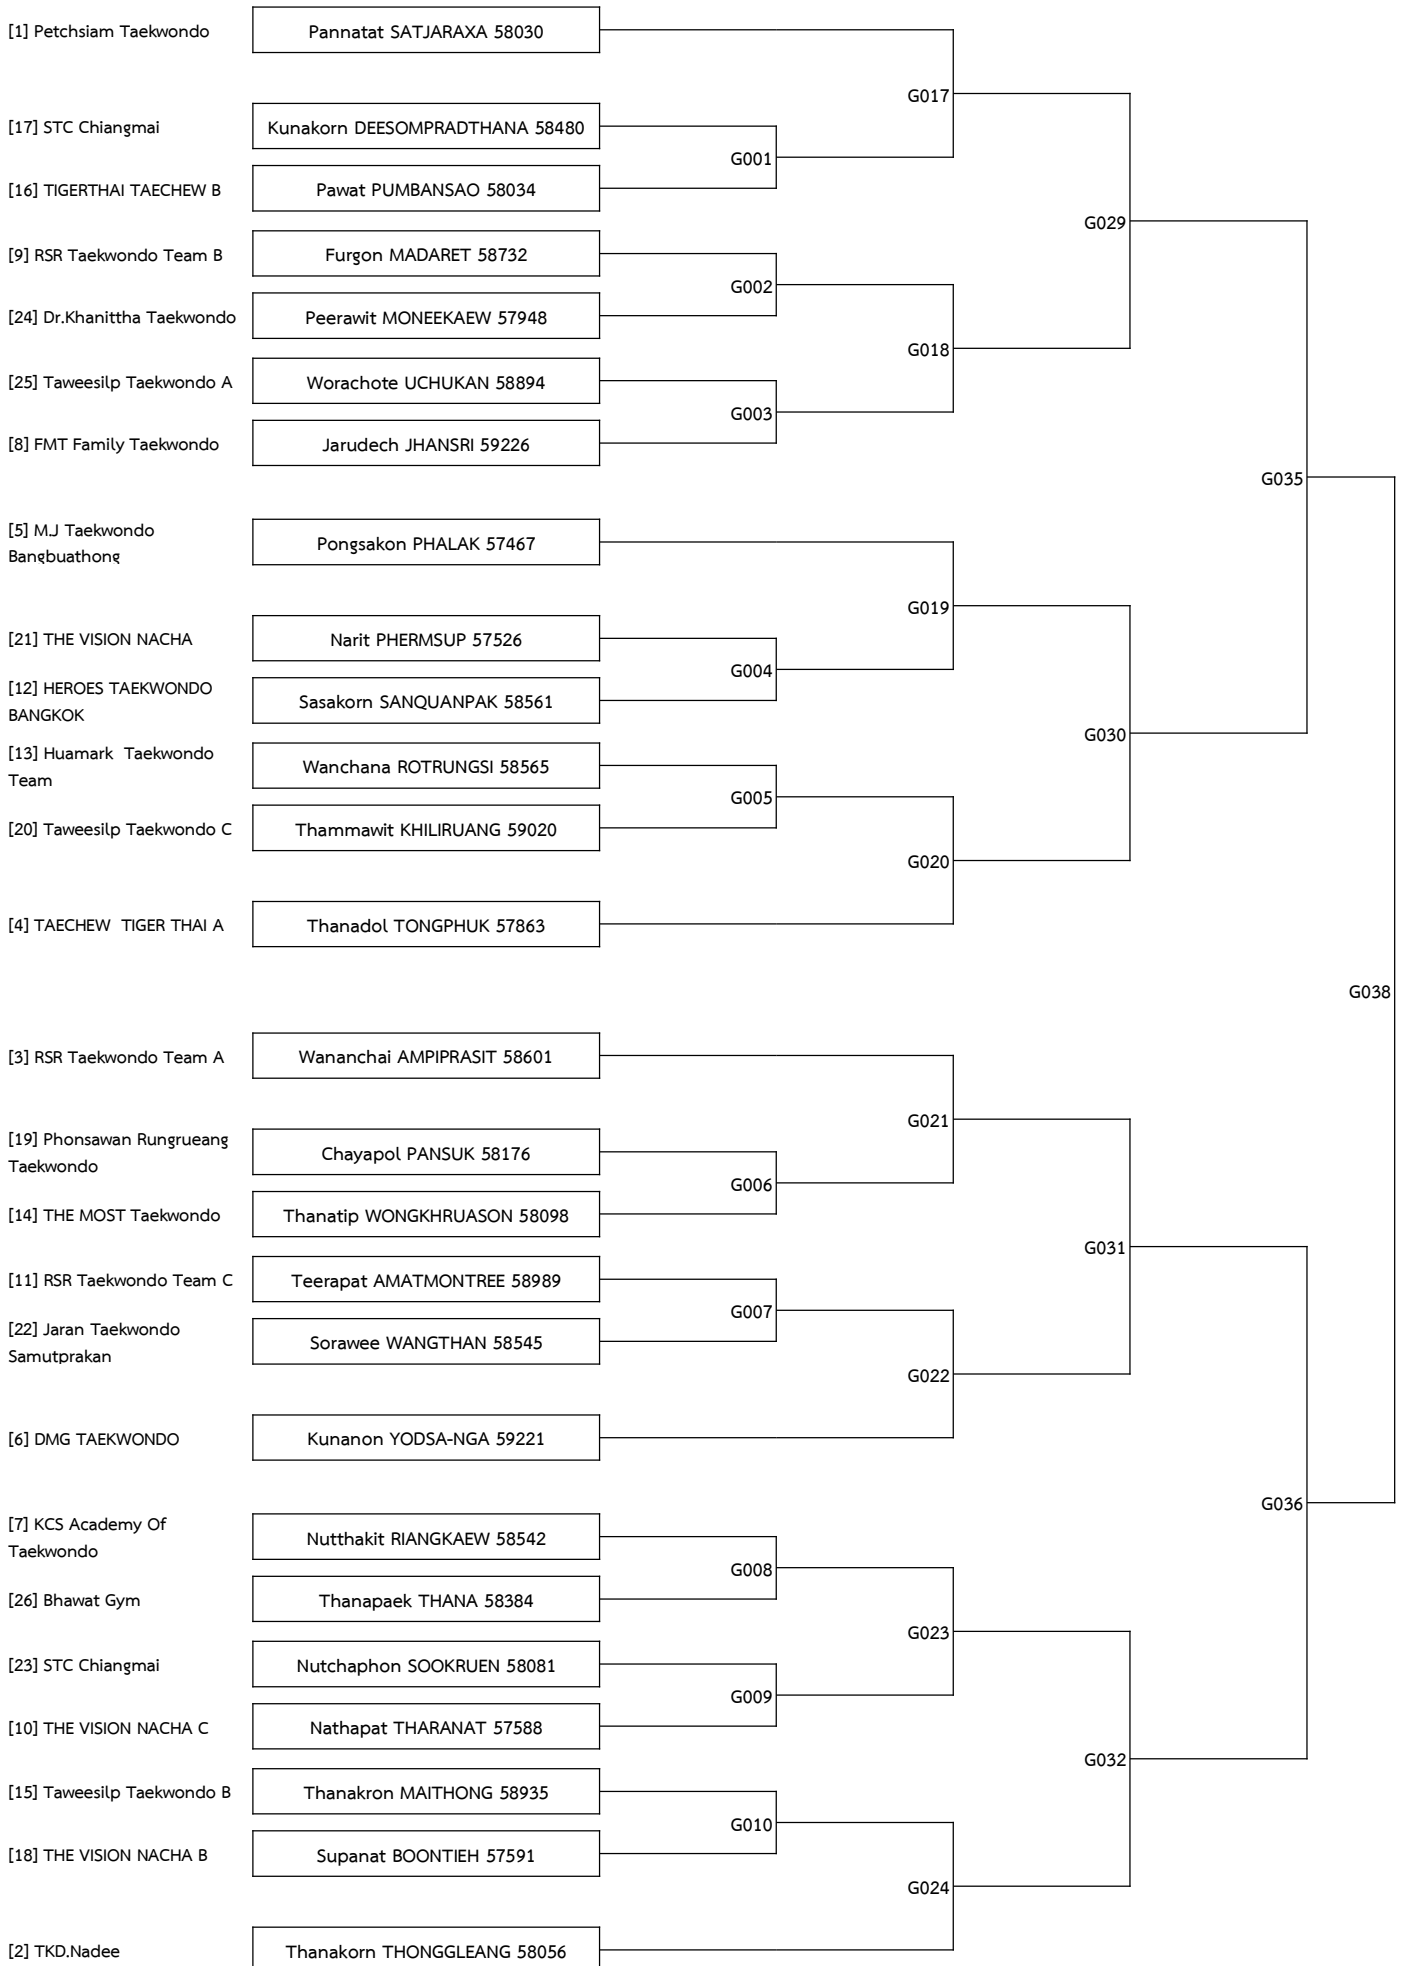 [1] Petchsiam Taekwondo
Pannatat SATJARAXA 58030
G017
[17] STC Chiangmai
Kunakorn DEESOMPRADTHANA 58480
G001
[16] TIGERTHAI TAECHEW B
Pawat PUMBANSAO 58034
G029
[9] RSR Taekwondo Team B
Furgon MADARET 58732
G002
[24] Dr.Khanittha Taekwondo
Peerawit MONEEKAEW 57948
G018
[25] Taweesilp Taekwondo A
Worachote UCHUKAN 58894
G003
[8] FMT Family Taekwondo
Jarudech JHANSRI 59226
G035
[5] M.J Taekwondo
Bangbuathong
Pongsakon PHALAK 57467
G019
[21] THE VISION NACHA
Narit PHERMSUP 57526
G004
[12] HEROES TAEKWONDO
BANGKOK
Sasakorn SANQUANPAK 58561
G030
[13] Huamark  Taekwondo
Team
Wanchana ROTRUNGSI 58565
G005
[20] Taweesilp Taekwondo C
Thammawit KHILIRUANG 59020
G020
[4] TAECHEW  TIGER THAI A
Thanadol TONGPHUK 57863
G038
[3] RSR Taekwondo Team A
Wananchai AMPIPRASIT 58601
G021
[19] Phonsawan Rungrueang
Taekwondo
Chayapol PANSUK 58176
G006
[14] THE MOST Taekwondo
Thanatip WONGKHRUASON 58098
G031
[11] RSR Taekwondo Team C
Teerapat AMATMONTREE 58989
G007
[22] Jaran Taekwondo
Samutprakan
Sorawee WANGTHAN 58545
G022
[6] DMG TAEKWONDO
Kunanon YODSA-NGA 59221
G036
[7] KCS Academy Of
Taekwondo
Nutthakit RIANGKAEW 58542
G008
[26] Bhawat Gym
Thanapaek THANA 58384
G023
[23] STC Chiangmai
Nutchaphon SOOKRUEN 58081
G009
[10] THE VISION NACHA C
Nathapat THARANAT 57588
G032
[15] Taweesilp Taekwondo B
Thanakron MAITHONG 58935
G010
[18] THE VISION NACHA B
Supanat BOONTIEH 57591
G024
[2] TKD.Nadee
Thanakorn THONGGLEANG 58056